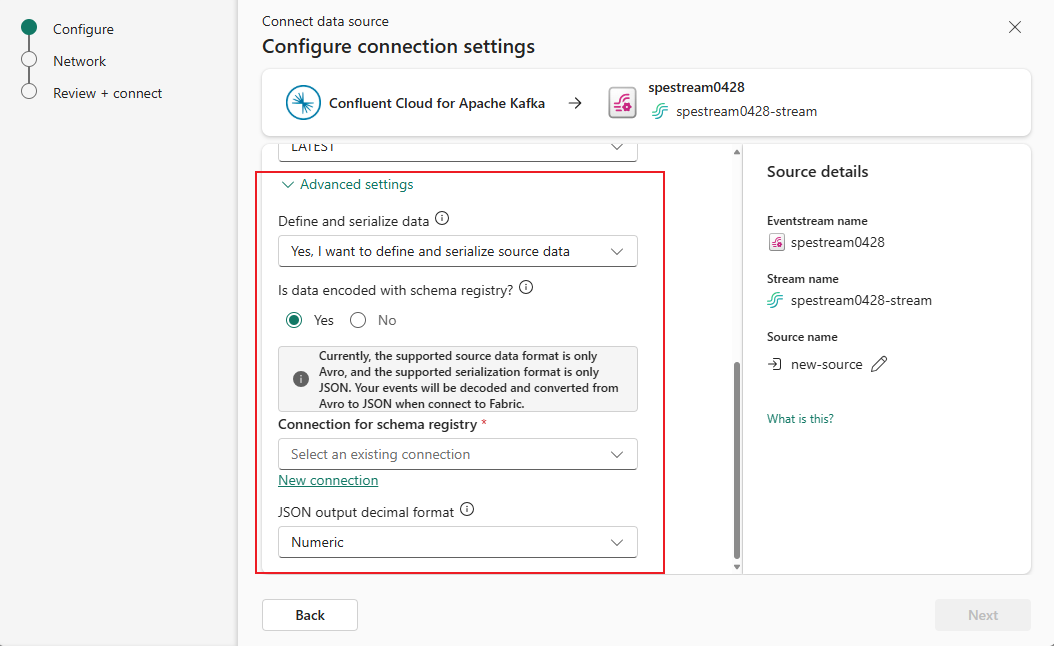 Configure
Network
Review + connect
Connect data source
Configure connection settings
Confluent Cloud for Apache Kafka
spestream0428
spestream0428-stream
LATEST
Advanced settings
Define and serialize data
Yes, I want to define and serialize source data
Is data encoded with schema registry?
Yes No
Currently, the supported source data format is only
Avro, and the supported serialization format is only
JSON. Your events will be decoded and converted from
Avro to JSON when connect to Fabric.
Connection for schema registry *
Select an existing connection
New connection
JSON output decimal format
Numeric
Source details
Eventstream name
spestream0428
Stream name
spestream0428-stream
Source name
new-source
What is this?
Back
Next